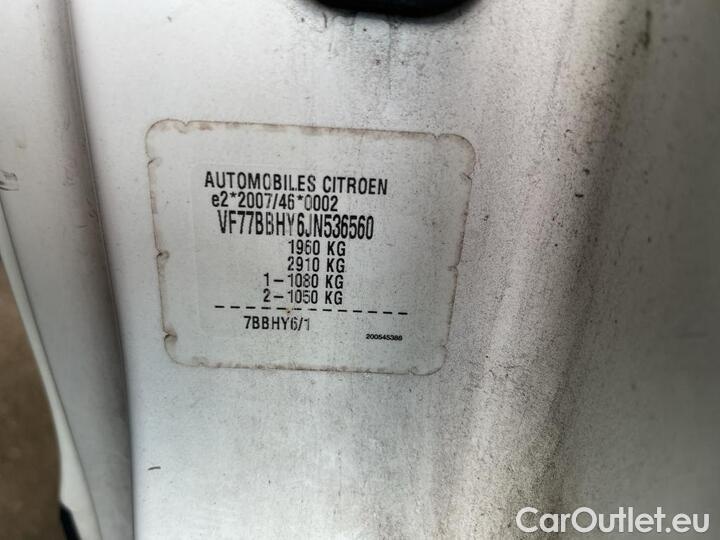 AUTOMOBILES CITROEN
e2*2007/46*0002
VF77BBHY6JN536560
1960 KG
2910 KG
1-1080 KG
2-1050 KG
7BBHY6/1
200545386
CarOutlet.eu